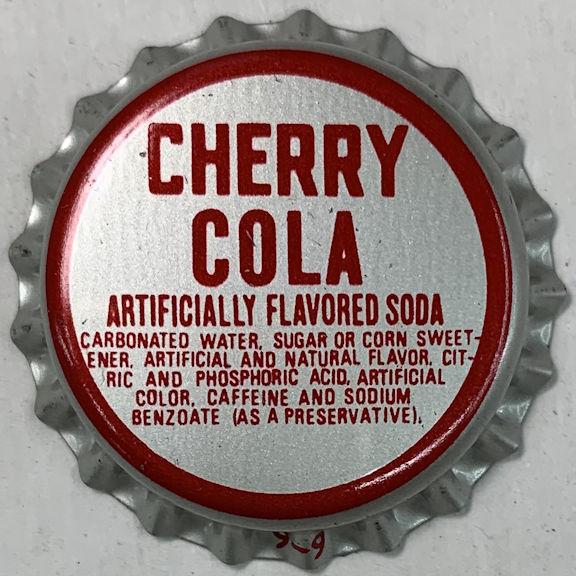 CHERRY
COLA
ARTIFICIALLY FLAVORED SODA
CARBONATED WATER, SUGAR OR CORN SWEET-
ENER, ARTIFICIAL AND NATURAL FLAVOR, CIT-
RIC AND PHOSPHORIC ACID, ARTIFICIAL
COLOR, CAFFEINE AND SODIUM
BENZOATE (AS A PRESERVATIVE).